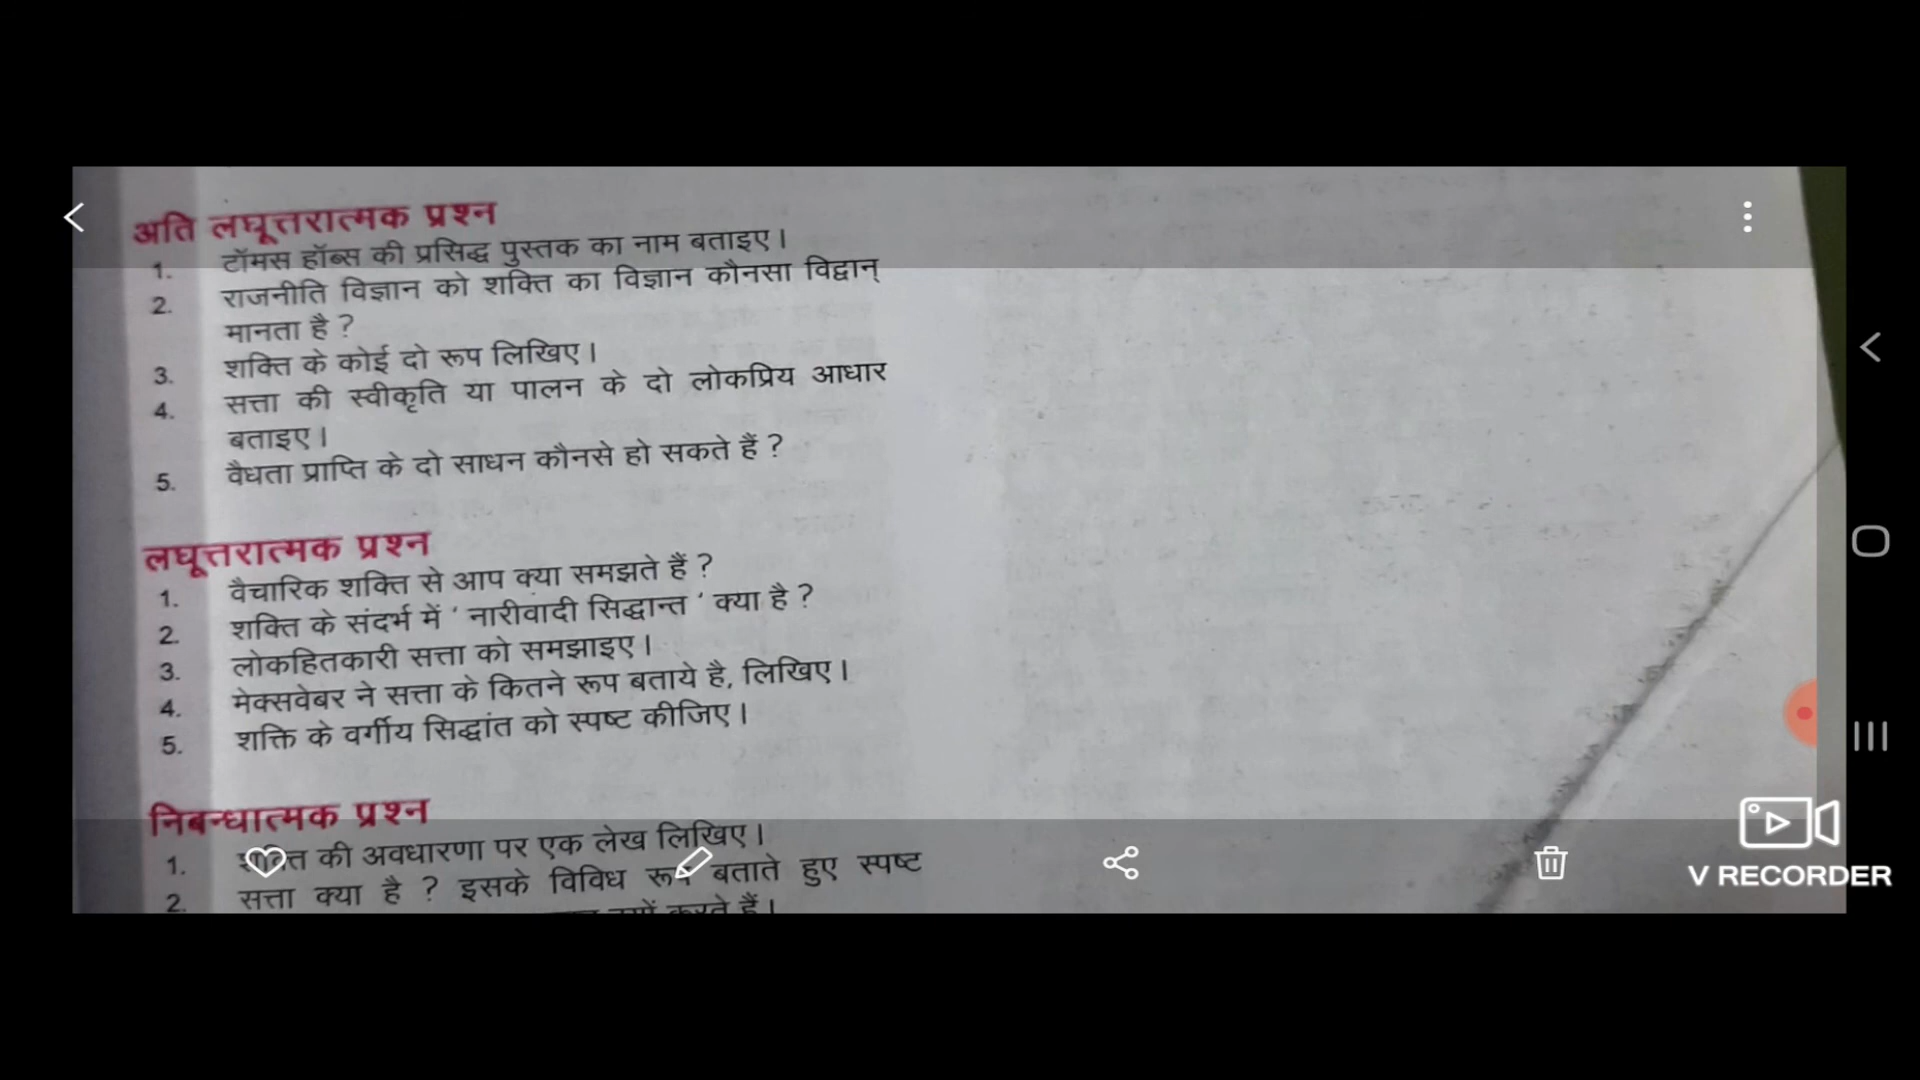 अति लघूत्तरात्मक प्रश्न
1. टॉमस हॉब्स की प्रसिद्ध पुस्तक का नाम बताइए।
2. राजनीति विज्ञान को शक्ति का विज्ञान कौनसा विद्वान्
मानता है ?
3. शक्ति के कोई दो रूप लिखिए।
4. सत्ता की स्वीकृति या पालन के दो लोकप्रिय आधार
बताइए।
5. वैधता प्राप्ति के दो साधन कौनसे हो सकते हैं ?
लघूत्तरात्मक प्रश्न
1. वैचारिक शक्ति से आप क्या समझते हैं ?
2. शक्ति के संदर्भ में ' नारीवादी सिद्धान्त ' क्या है ?
3. लोकहितकारी सत्ता को समझाइए।
4. मेक्सवेबर ने सत्ता के कितने रूप बताये है, लिखिए।
5. शक्ति के वर्गीय सिद्धांत को स्पष्ट कीजिए।
निबन्धात्मक प्रश्न
1. शक्ति की अवधारणा पर एक लेख लिखिए।
2. सत्ता क्या है ? इसके विविध रूप बताते हुए स्पष्ट
क्यों करते हैं।
V RECORDER